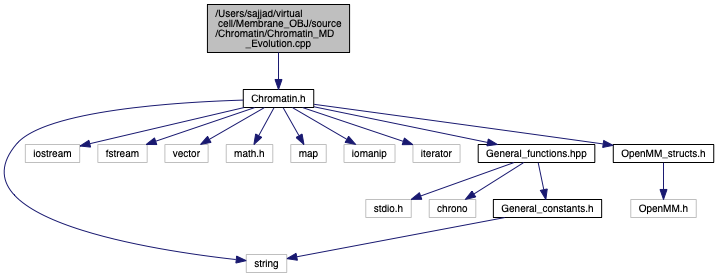 /Users/sajjad/virtual
cell/Membrane_OBJ/source
/Chromatin/Chromatin_MD
_Evolution.cpp
Chromatin.h
iostream
fstream
vector
math.h
map
iomanip
iterator
General_functions.hpp
OpenMM_structs.h
stdio.h
chrono
General_constants.h
OpenMM.h
string